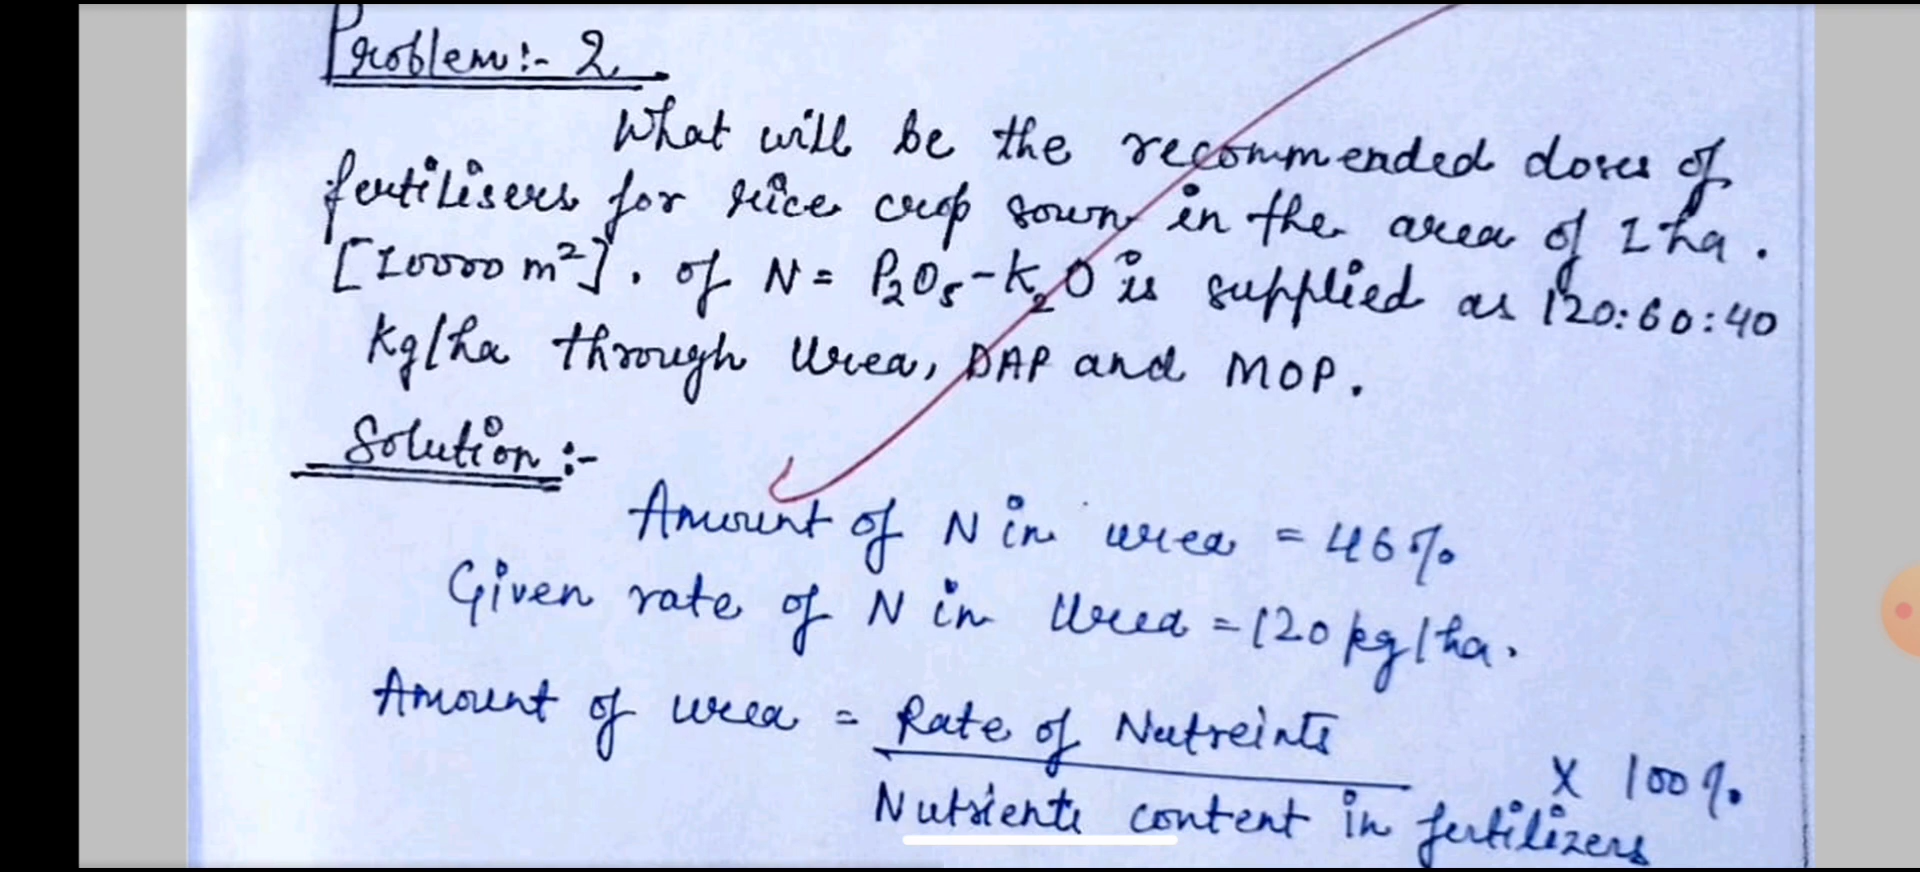 Problem:- 2
What will be the recommended doses of
fertilisers for rice crop sown in the area of 1 ha.
[10000 m²]. of N = P₂O₅-K₂O is supplied as 120:60:40
Kg/ha through Urea, DAP and MOP.
Solution:-
Amount of N in urea = 46%
Given rate of N in Urea = 120 kg/ha.
Amount of urea = Rate of Nutreints
X 100%
Nutrients content in fertilizers